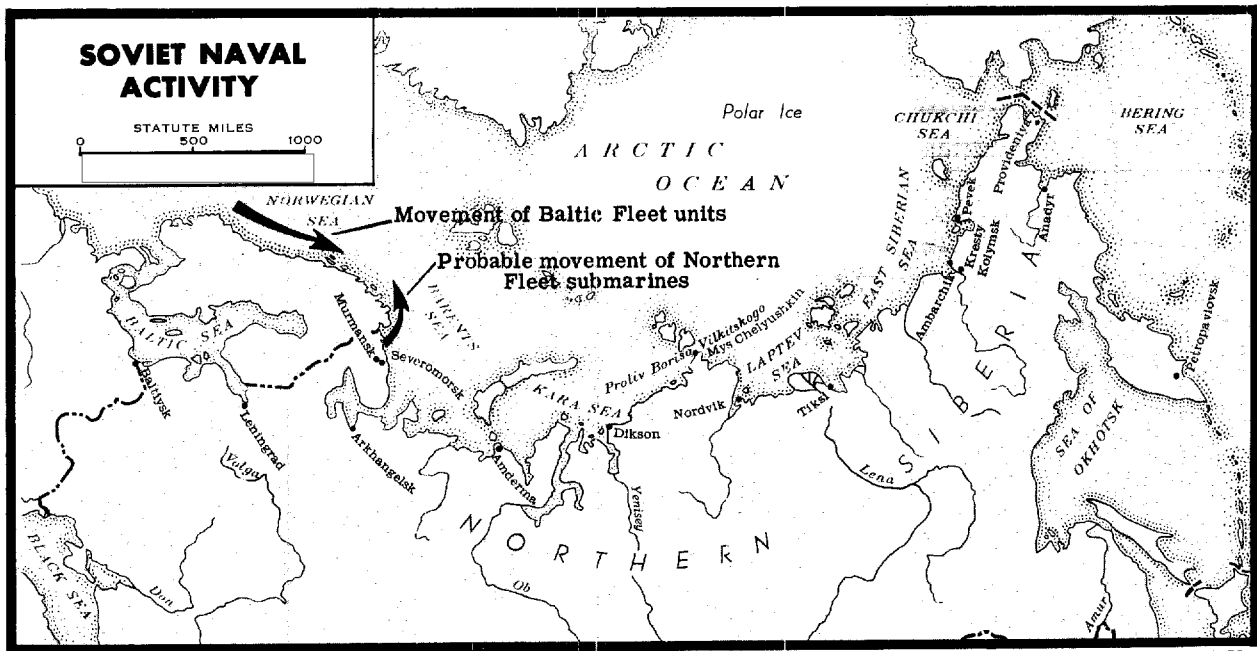 SOVIET NAVAL
ACTIVITY
STATUTE MILES
0 500 1000
Polar Ice
ARCTIC
OCEAN
CHUKCHI
SEA
BERING
SEA
NORWEGIAN
SEA
Movement of Baltic Fleet units
Probable movement of Northern
Fleet submarines
BARENTS
SEA
BALTIC SEA
Murmansk
Severomorsk
Baltiysk
Leningrad
Volga
Arkhangelsk
Amderma
KARA SEA
Dikson
Proliv Borisa Vilkitskogo
Mys Chelyushkin
Nordvik
LAPTEV
SEA
Tiksi
EAST SIBERIAN
SEA
Ambarchik
Kresty
Kolymsk
Pevek
Provideniya
Anadyr
Petropavlovsk
SEA OF
OKHOTSK
NORTHERN
SIBERIA
Lena
Yenisey
Ob
Don
BLACK SEA
Amur